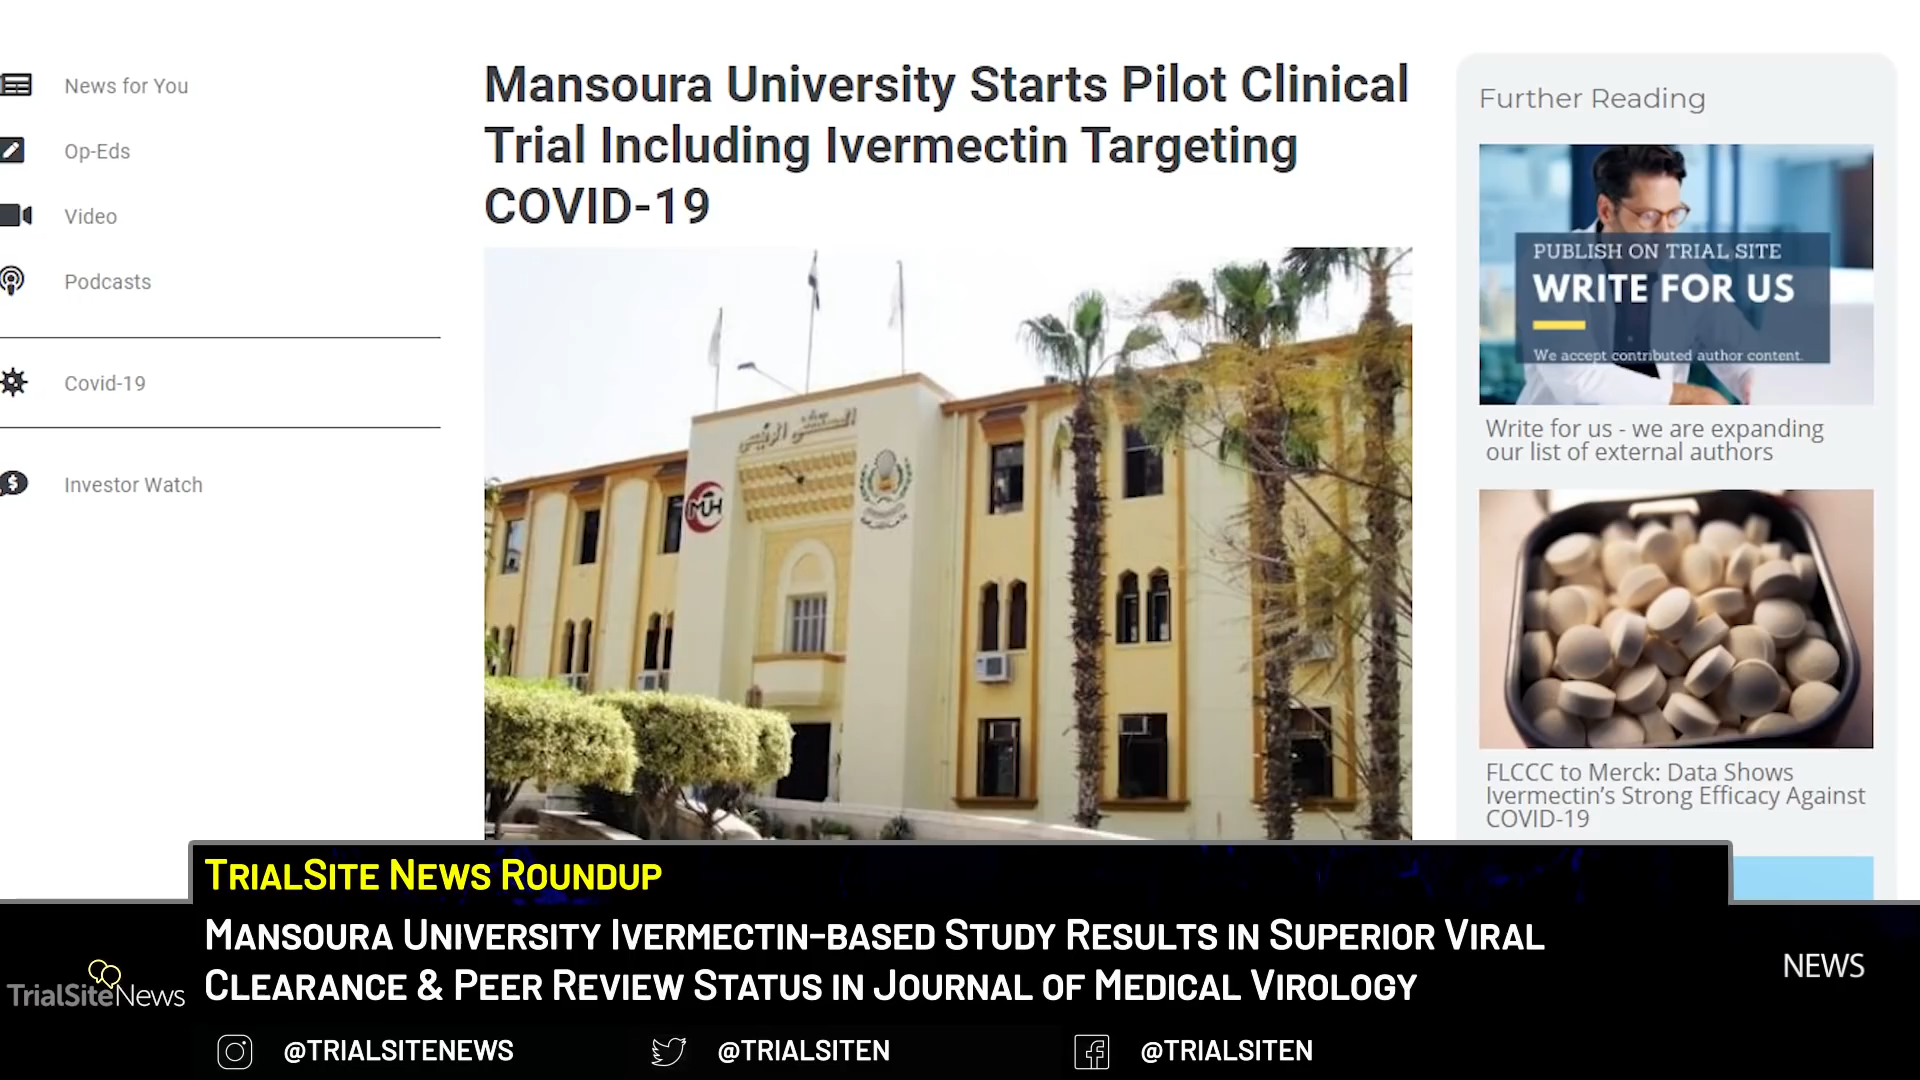 News for You
Op-Eds
Video
Podcasts
Covid-19
Investor Watch
Mansoura University Starts Pilot Clinical
Trial Including Ivermectin Targeting
COVID-19
المستشفى الرئيسى
MUH
Further Reading
PUBLISH ON TRIAL SITE
WRITE FOR US
We accept contributed author content.
Write for us - we are expanding
our list of external authors
FLCCC to Merck: Data Shows
Ivermectin’s Strong Efficacy Against
COVID-19
TRIALSITE NEWS ROUNDUP
MANSOURA UNIVERSITY IVERMECTIN-BASED STUDY RESULTS IN SUPERIOR VIRAL
CLEARANCE & PEER REVIEW STATUS IN JOURNAL OF MEDICAL VIROLOGY
TrialSiteNews
NEWS
@TRIALSITENEWS
@TRIALSITEN
@TRIALSITEN